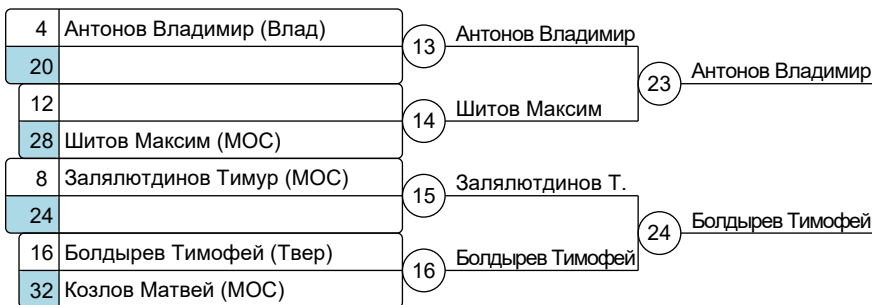 4 Антонов Владимир (Влад)
20
13
Антонов Владимир
23
Антонов Владимир
12
28 Шитов Максим (МОС)
14
Шитов Максим
8 Залялютдинов Тимур (МОС)
24
15
Залялютдинов Т.
24
Болдырев Тимофей
16 Болдырев Тимофей (Твер)
32 Козлов Матвей (МОС)
16
Болдырев Тимофей